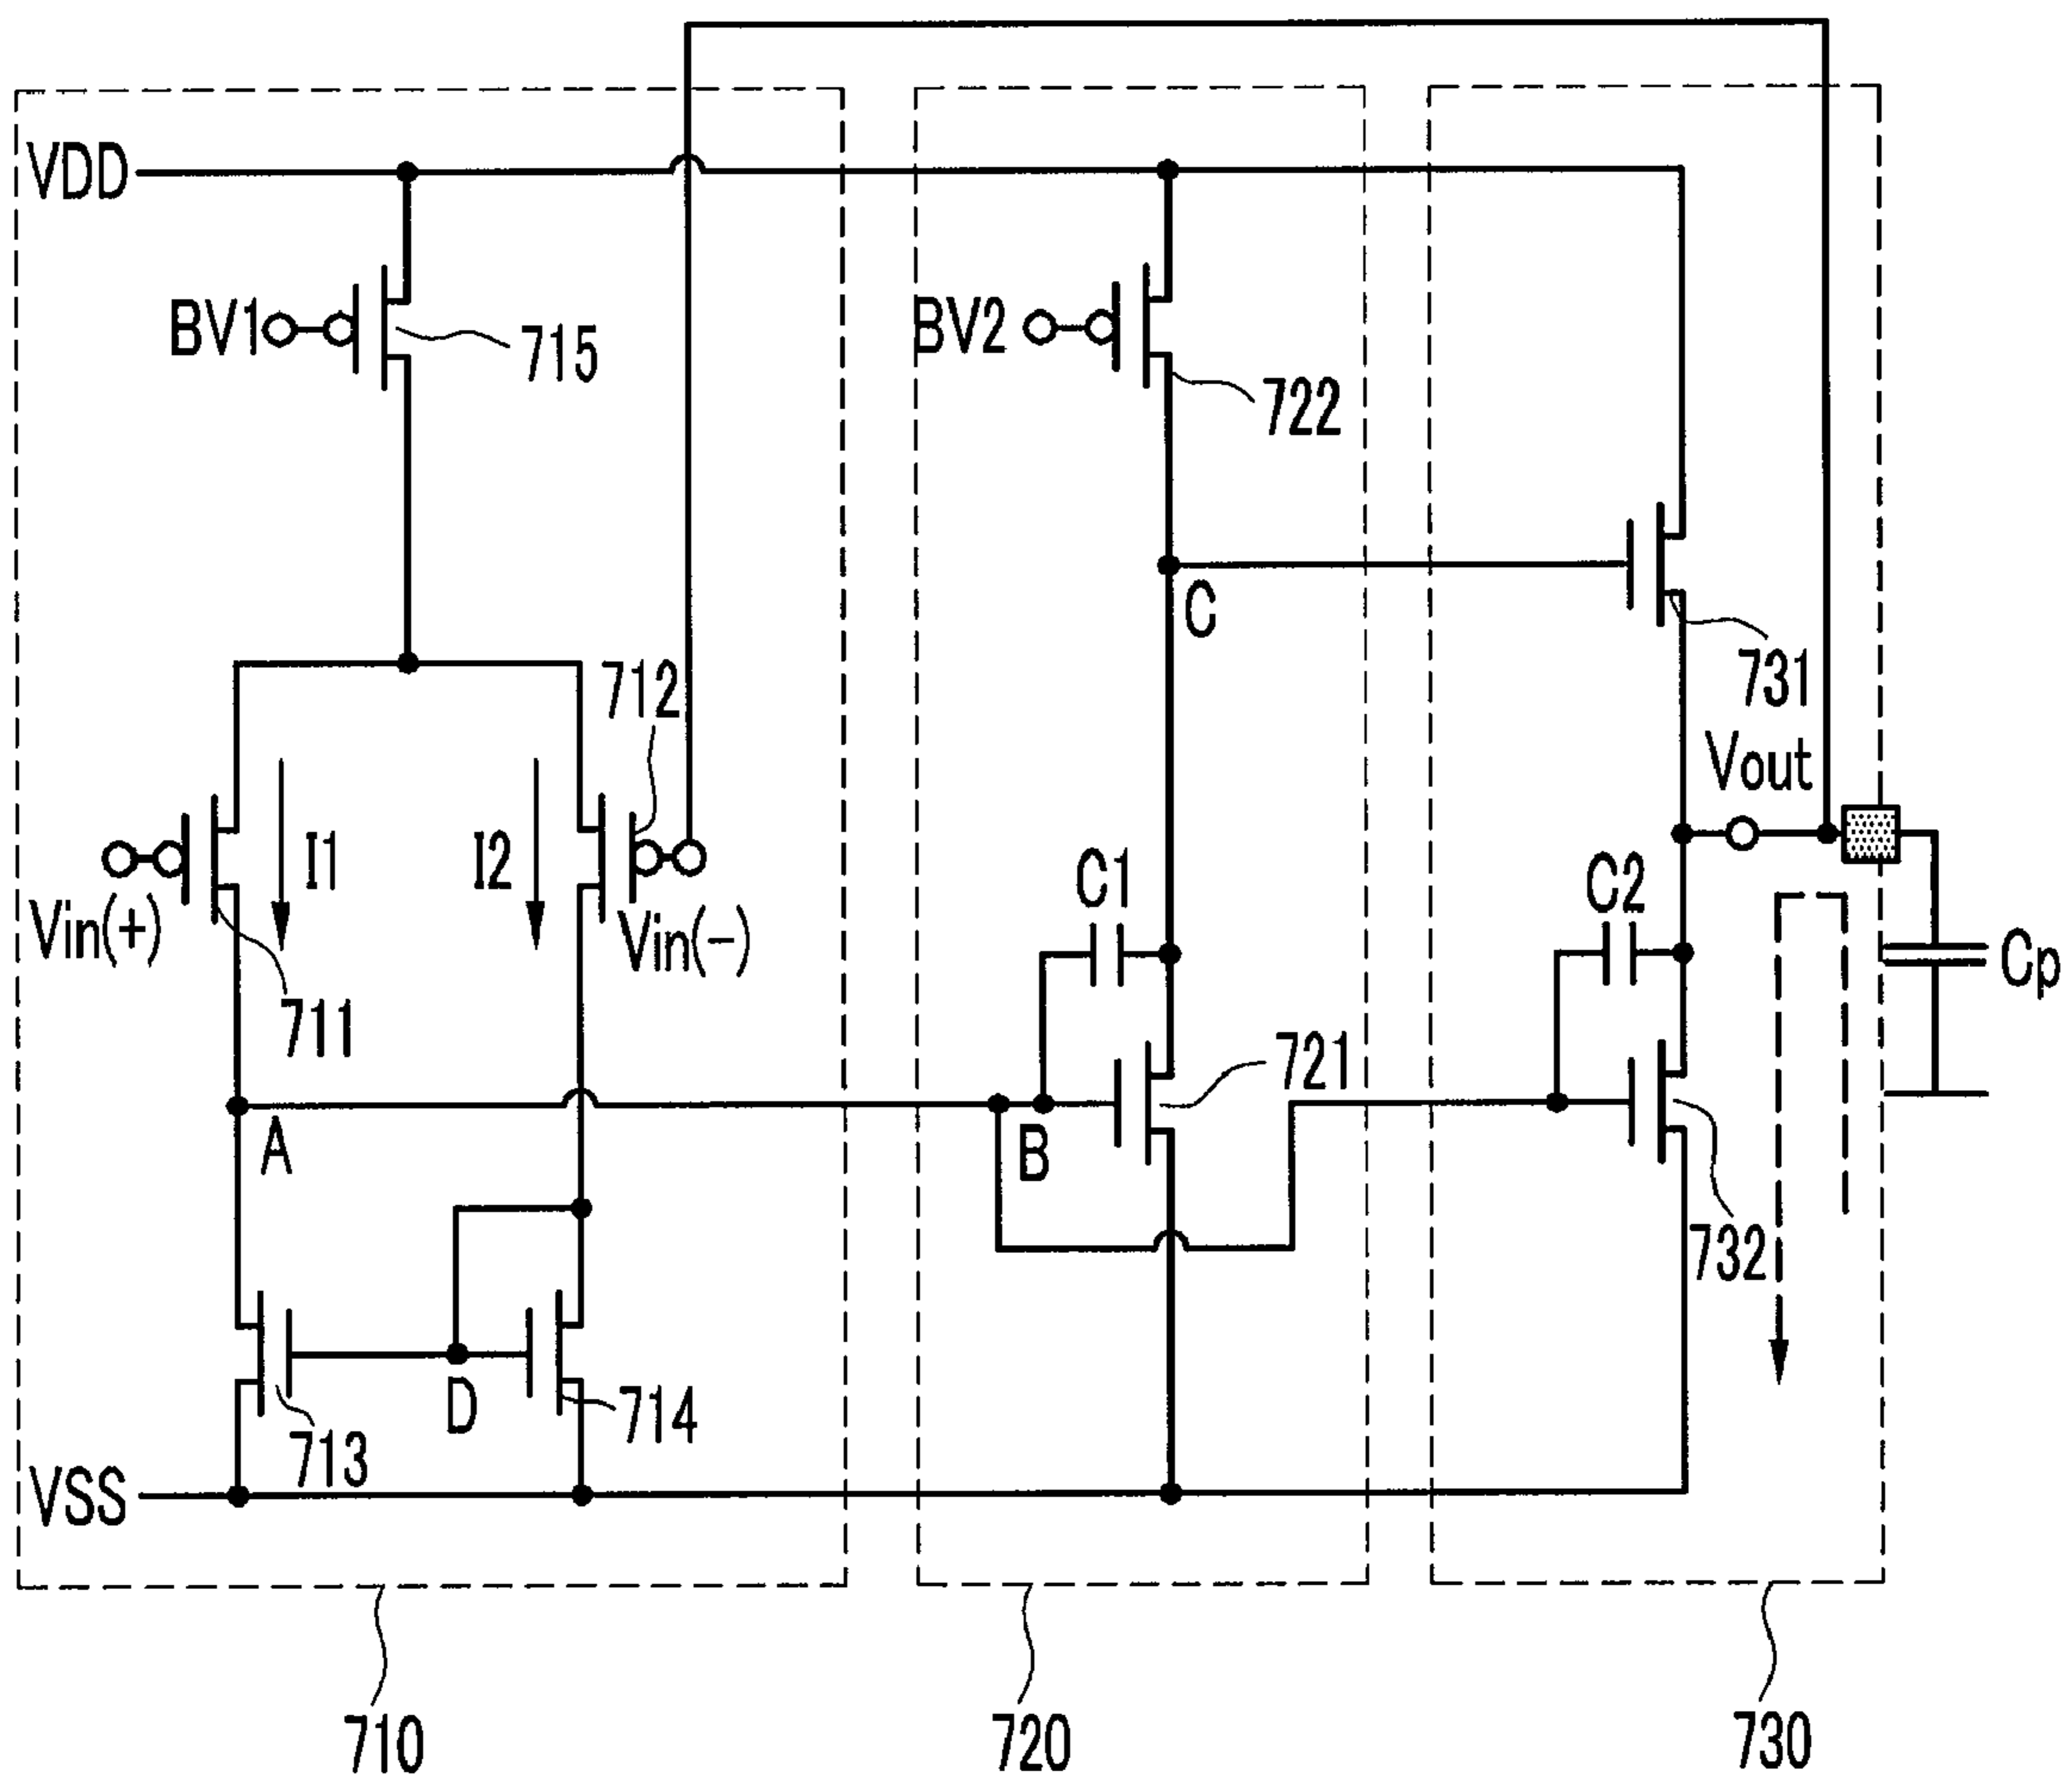 VDD
BV1
715
BV2
722
C
731
712
Vout
I1
I2
C1
C2
Vin(+)
Vin(-)
Cp
711
721
A
B
732
D
714
713
VSS
710
720
730